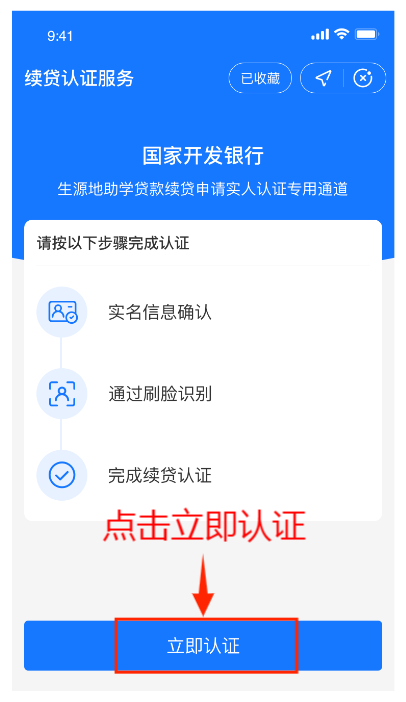 9:41
续贷认证服务
已收藏
国家开发银行
生源地助学贷款续贷申请实人认证专用通道
请按以下步骤完成认证
实名信息确认
通过刷脸识别
完成续贷认证
点击立即认证
立即认证